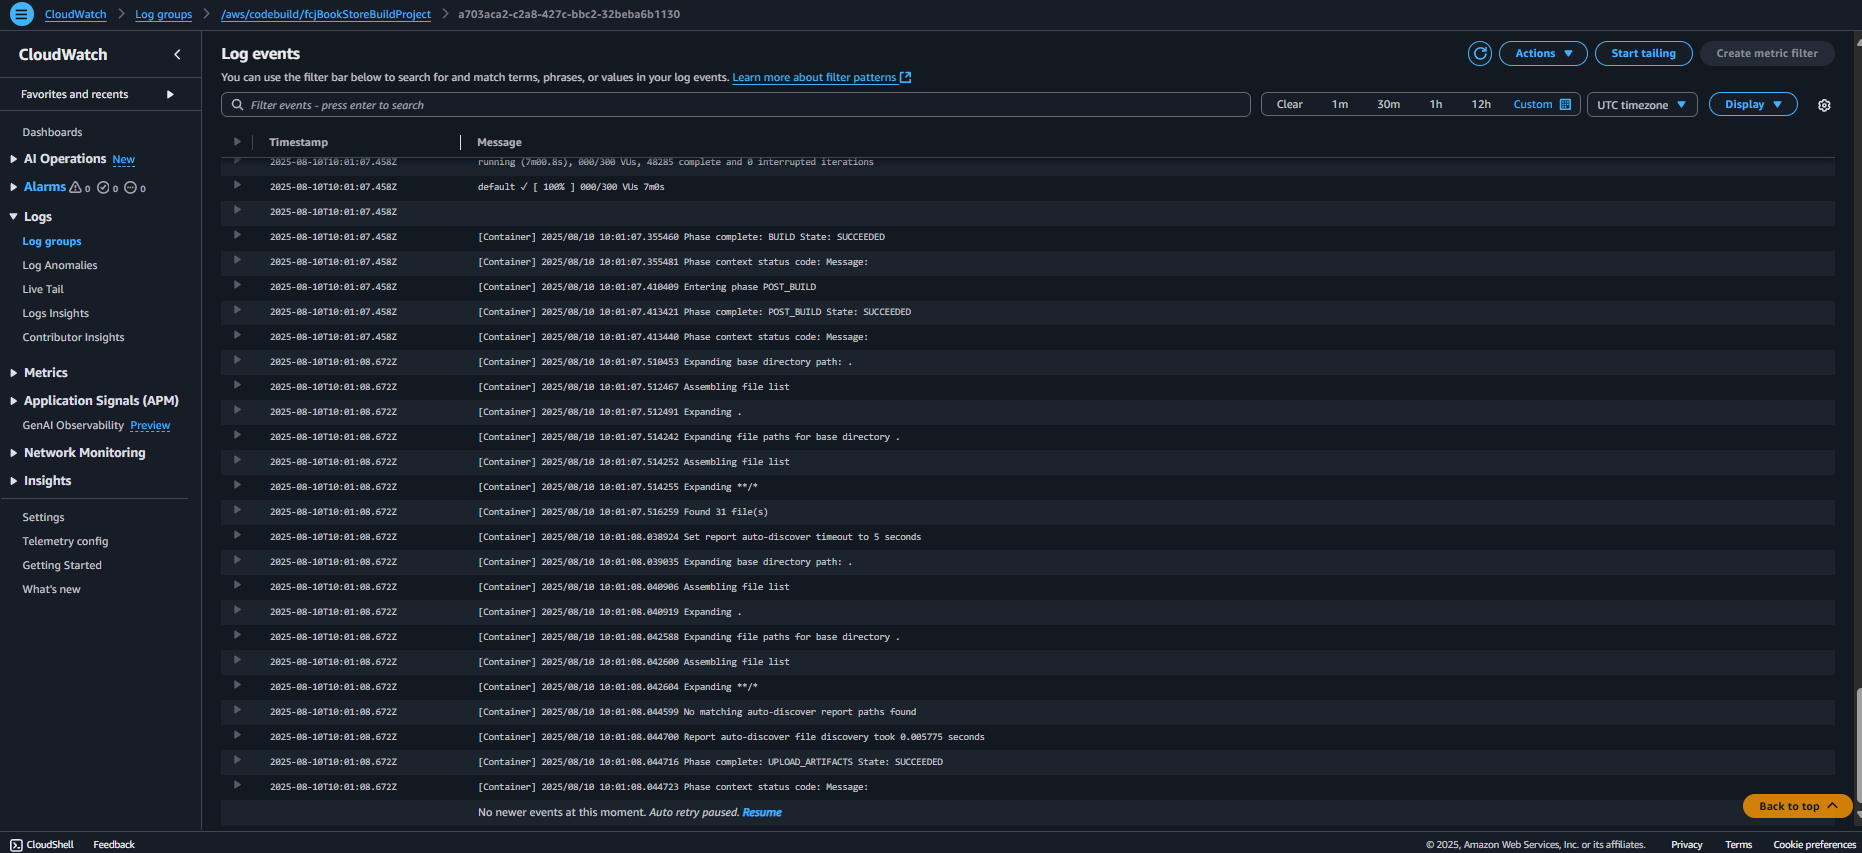 CloudWatch > Log groups > /aws/codebuild/fcjBookStoreBuildProject > a703aca2-c2a8-427c-bbc2-32beba6b1130
CloudWatch
Favorites and recents
Dashboards
AI Operations New
Alarms 0 0 0
Logs
Log groups
Log Anomalies
Live Tail
Logs Insights
Contributor Insights
Metrics
Application Signals (APM)
GenAI Observability Preview
Network Monitoring
Insights
Settings
Telemetry config
Getting Started
What's new
Log events
Actions
Start tailing
Create metric filter
You can use the filter bar below to search for and match terms, phrases, or values in your log events. Learn more about filter patterns
Filter events - press enter to search
Clear 1m 30m 1h 12h Custom
UTC timezone
Display
Timestamp Message
2025-08-10T10:01:07.458Z running (7m00.8s), 000/300 VUs, 48285 complete and 0 interrupted iterations
2025-08-10T10:01:07.458Z default ✓ [ 100% ] 000/300 VUs 7m0s
2025-08-10T10:01:07.458Z
2025-08-10T10:01:07.458Z [Container] 2025/08/10 10:01:07.355460 Phase complete: BUILD State: SUCCEEDED
2025-08-10T10:01:07.458Z [Container] 2025/08/10 10:01:07.355481 Phase context status code: Message:
2025-08-10T10:01:07.458Z [Container] 2025/08/10 10:01:07.410409 Entering phase POST_BUILD
2025-08-10T10:01:07.458Z [Container] 2025/08/10 10:01:07.413421 Phase complete: POST_BUILD State: SUCCEEDED
2025-08-10T10:01:07.458Z [Container] 2025/08/10 10:01:07.413440 Phase context status code: Message:
2025-08-10T10:01:08.672Z [Container] 2025/08/10 10:01:07.510453 Expanding base directory path: .
2025-08-10T10:01:08.672Z [Container] 2025/08/10 10:01:07.512467 Assembling file list
2025-08-10T10:01:08.672Z [Container] 2025/08/10 10:01:07.512491 Expanding .
2025-08-10T10:01:08.672Z [Container] 2025/08/10 10:01:07.514242 Expanding file paths for base directory .
2025-08-10T10:01:08.672Z [Container] 2025/08/10 10:01:07.514252 Assembling file list
2025-08-10T10:01:08.672Z [Container] 2025/08/10 10:01:07.514255 Expanding **/*
2025-08-10T10:01:08.672Z [Container] 2025/08/10 10:01:07.516259 Found 31 file(s)
2025-08-10T10:01:08.672Z [Container] 2025/08/10 10:01:08.038924 Set report auto-discover timeout to 5 seconds
2025-08-10T10:01:08.672Z [Container] 2025/08/10 10:01:08.039035 Expanding base directory path: .
2025-08-10T10:01:08.672Z [Container] 2025/08/10 10:01:08.040906 Assembling file list
2025-08-10T10:01:08.672Z [Container] 2025/08/10 10:01:08.040919 Expanding .
2025-08-10T10:01:08.672Z [Container] 2025/08/10 10:01:08.042588 Expanding file paths for base directory .
2025-08-10T10:01:08.672Z [Container] 2025/08/10 10:01:08.042600 Assembling file list
2025-08-10T10:01:08.672Z [Container] 2025/08/10 10:01:08.042604 Expanding **/*
2025-08-10T10:01:08.672Z [Container] 2025/08/10 10:01:08.044599 No matching auto-discover report paths found
2025-08-10T10:01:08.672Z [Container] 2025/08/10 10:01:08.044700 Report auto-discover file discovery took 0.005775 seconds
2025-08-10T10:01:08.672Z [Container] 2025/08/10 10:01:08.044716 Phase complete: UPLOAD_ARTIFACTS State: SUCCEEDED
2025-08-10T10:01:08.672Z [Container] 2025/08/10 10:01:08.044723 Phase context status code: Message:
No newer events at this moment. Auto retry paused. Resume
Back to top
CloudShell Feedback
© 2025, Amazon Web Services, Inc. or its affiliates. Privacy Terms Cookie preferences